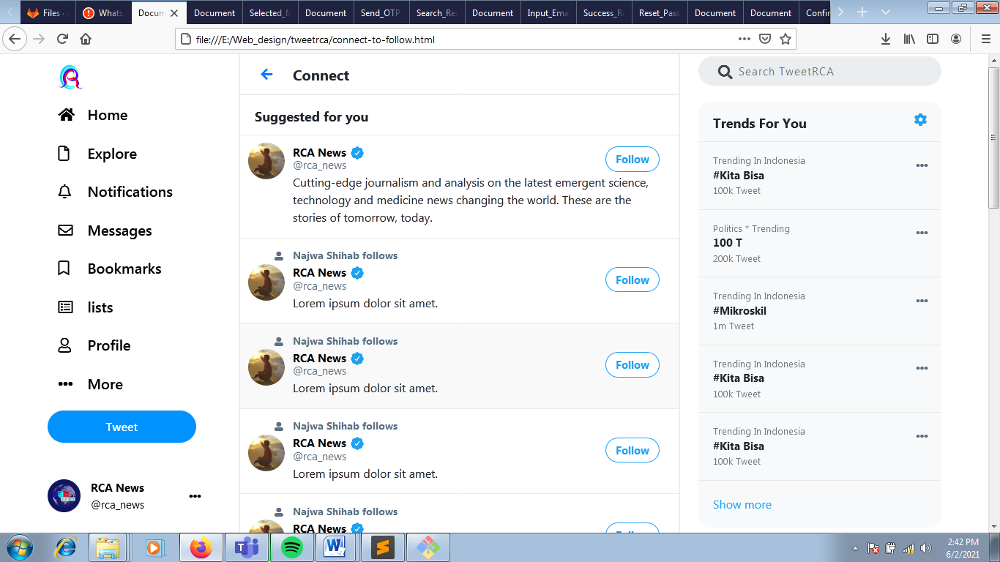 Files
Whats
Docum
Document
Selected_M
Document
Send_OTP
Search_Res
Document
Input_Ema
Success_Re
Reset_Pass
Document
Document
Confir
file:///E:/Web_design/tweetrca/connect-to-follow.html
Home
Explore
Notifications
Messages
Bookmarks
lists
Profile
More
Tweet
RCA News
@rca_news
Connect
Suggested for you
RCA News
@rca_news
Follow
Cutting-edge journalism and analysis on the latest emergent science,
technology and medicine news changing the world. These are the
stories of tomorrow, today.
Najwa Shihab follows
RCA News
@rca_news
Follow
Lorem ipsum dolor sit amet.
Najwa Shihab follows
RCA News
@rca_news
Follow
Lorem ipsum dolor sit amet.
Najwa Shihab follows
RCA News
@rca_news
Follow
Lorem ipsum dolor sit amet.
Najwa Shihab follows
RCA News
Search TweetRCA
Trends For You
Trending In Indonesia
#Kita Bisa
100k Tweet
Politics * Trending
100 T
200k Tweet
Trending In Indonesia
#Mikroskil
1m Tweet
Trending In Indonesia
#Kita Bisa
100k Tweet
Trending In Indonesia
#Kita Bisa
100k Tweet
Show more
2:42 PM
6/2/2021